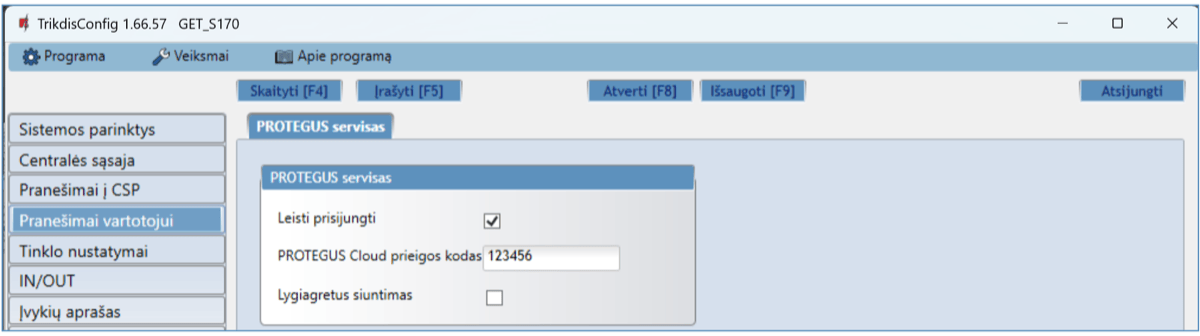 TrikdisConfig 1.66.57 GET_S170
Programa Veiksmai Apie programą
Skaityti [F4] Įrašyti [F5] Atverti [F8] Išsaugoti [F9] Atsijungti
Sistemos parinktys
Centralės sąsaja
Pranešimai į CSP
Pranešimai vartotojui
Tinklo nustatymai
IN/OUT
Įvykių aprašas
PROTEGUS servisas
PROTEGUS servisas
Leisti prisijungti
PROTEGUS Cloud prieigos kodas 123456
Lygiagretus siuntimas